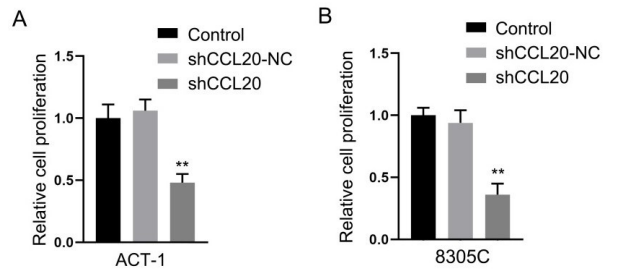 A
Control
shCCL20-NC
shCCL20
Relative cell proliferation
1.5
1.0
0.5
0.0
**
ACT-1
B
Control
shCCL20-NC
shCCL20
Relative cell proliferation
1.5
1.0
0.5
0.0
**
8305C